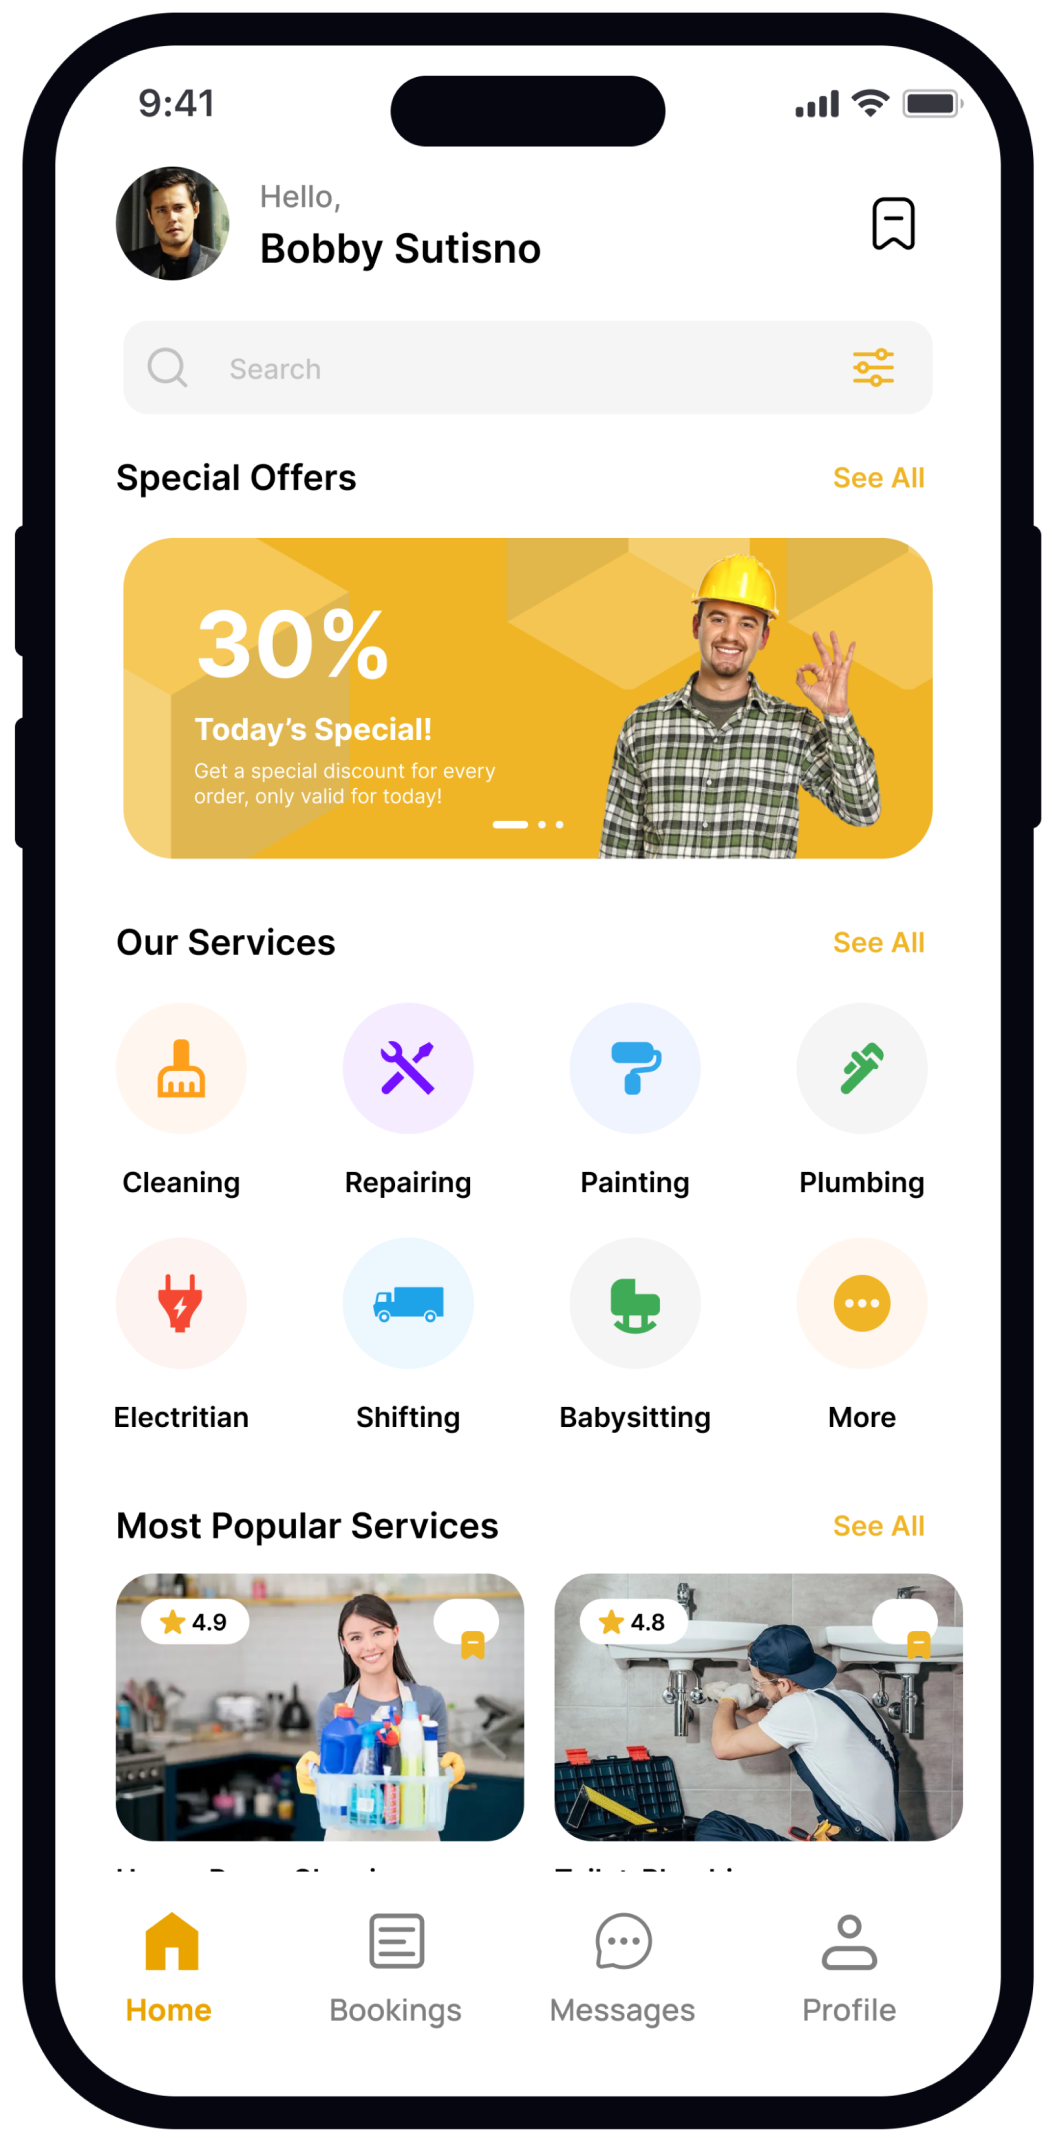 9:41
Hello,
Bobby Sutisno
Search
Special Offers
See All
30%
Today’s Special!
Get a special discount for every
order, only valid for today!
Our Services
See All
Cleaning
Repairing
Painting
Plumbing
Electritian
Shifting
Babysitting
More
Most Popular Services
See All
4.9
4.8
Home
Bookings
Messages
Profile